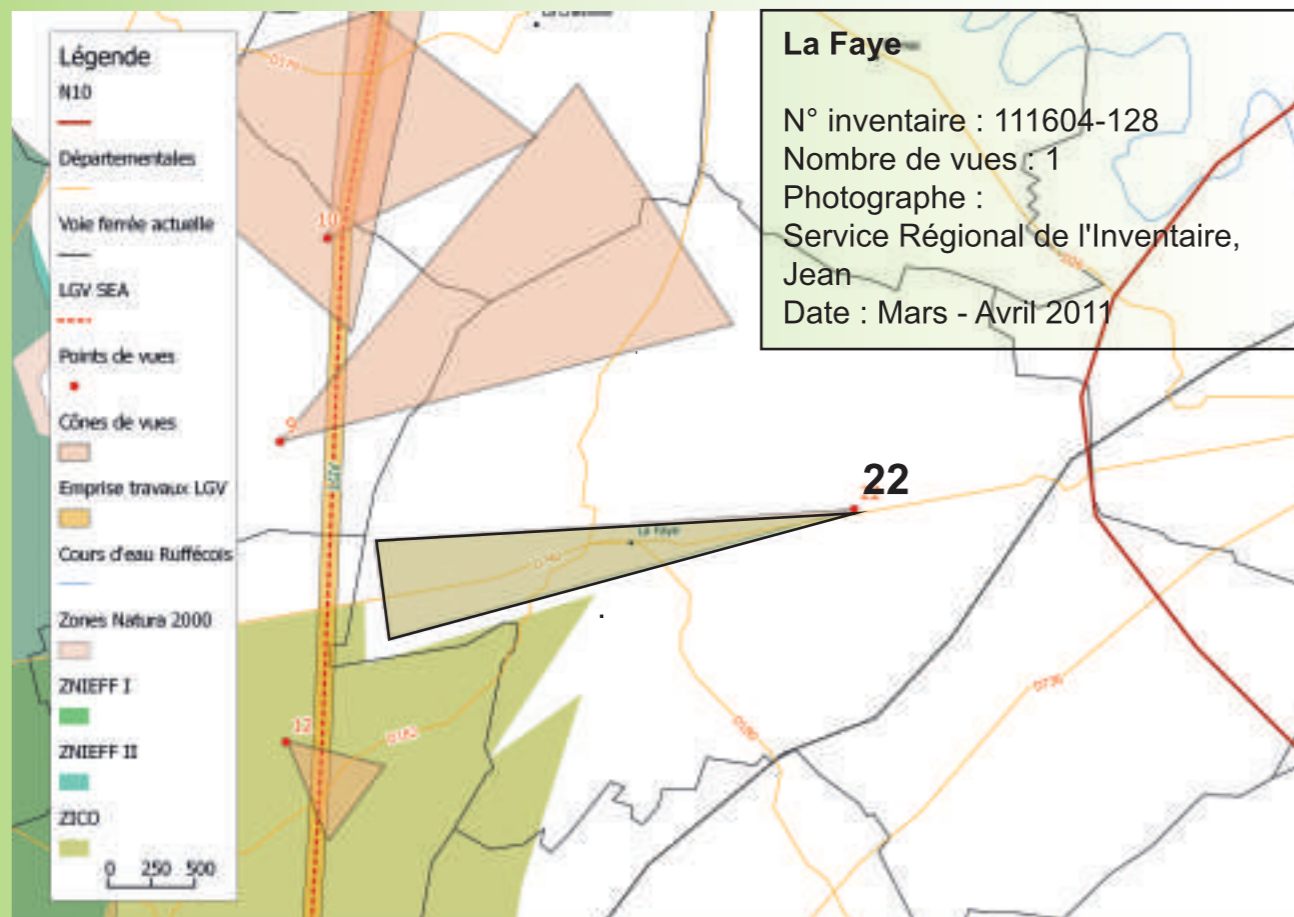 Légende
N10
Départementales
Voie ferrée actuelle
LGV SEA
Points de vues
Cônes de vues
Emprise travaux LGV
Cours d'eau Ruffécois
Zones Natura 2000
ZNIEFF I
ZNIEFF II
ZICO
0 250 500
La Faye
N° inventaire : 111604-128
Nombre de vues : 1
Photographe :
Service Régional de l'Inventaire,
Jean
Date : Mars - Avril 2011
10
9
22
La Faye
12
D182
D180
D736